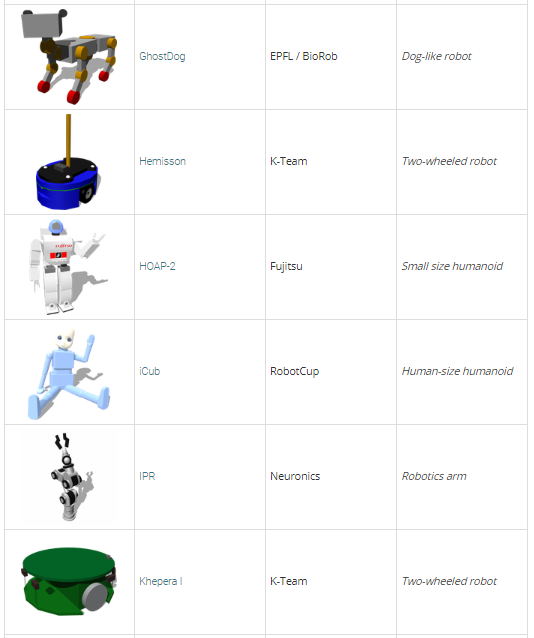 GhostDog EPFL / BioRob Dog-like robot
Hemisson K-Team Two-wheeled robot
FUJITSU
HOAP-2 Fujitsu Small size humanoid
iCub RobotCup Human-size humanoid
IPR Neuronics Robotics arm
Khepera I K-Team Two-wheeled robot